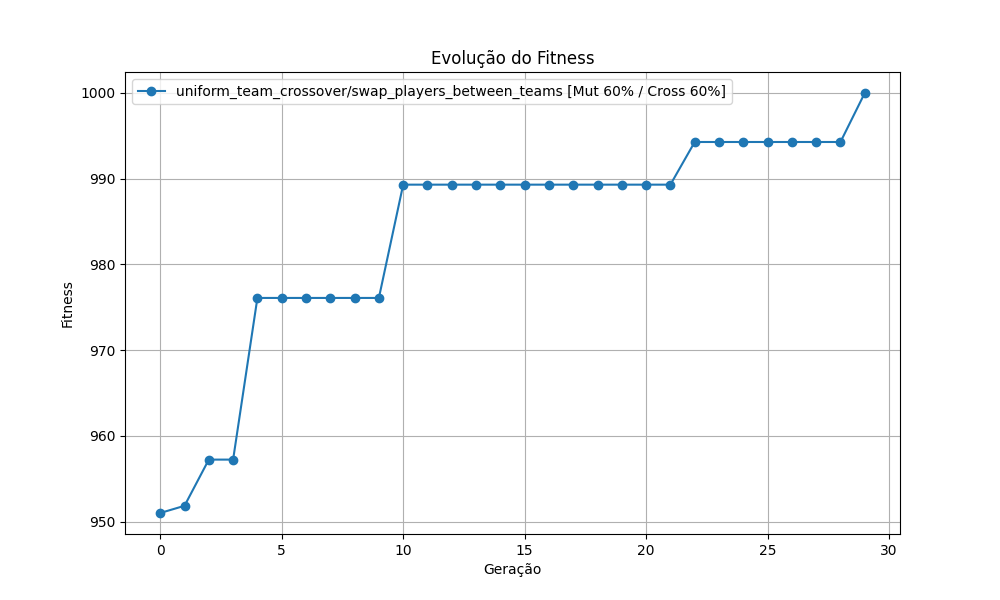 Evolução do Fitness
uniform_team_crossover/swap_players_between_teams [Mut 60% / Cross 60%]
1000
990
980
970
960
950
Fitness
0 5 10 15 20 25 30
Geração